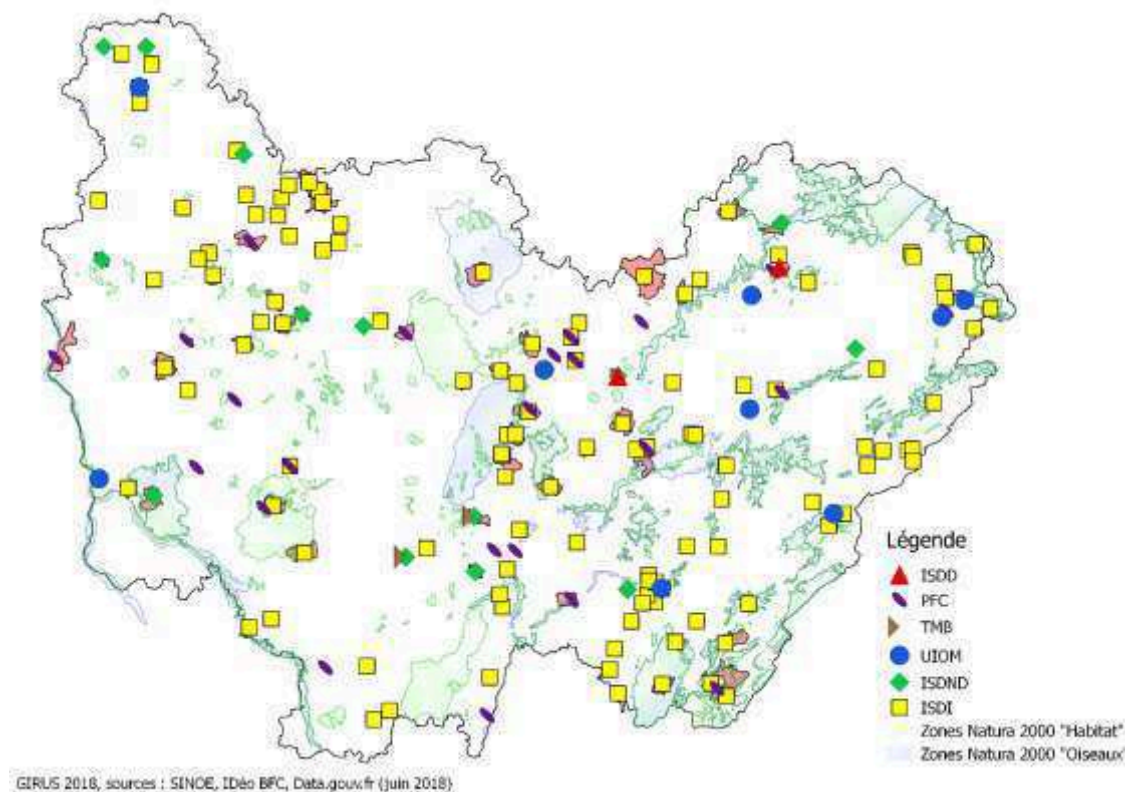 Légende
ISDD
PFC
TMB
UIOM
ISDND
ISDI
Zones Natura 2000 "Habitat"
Zones Natura 2000 "Oiseaux"
GIRUS 2018, sources : SINOE, IDéo BFC, Data.gouv.fr (juin 2018)